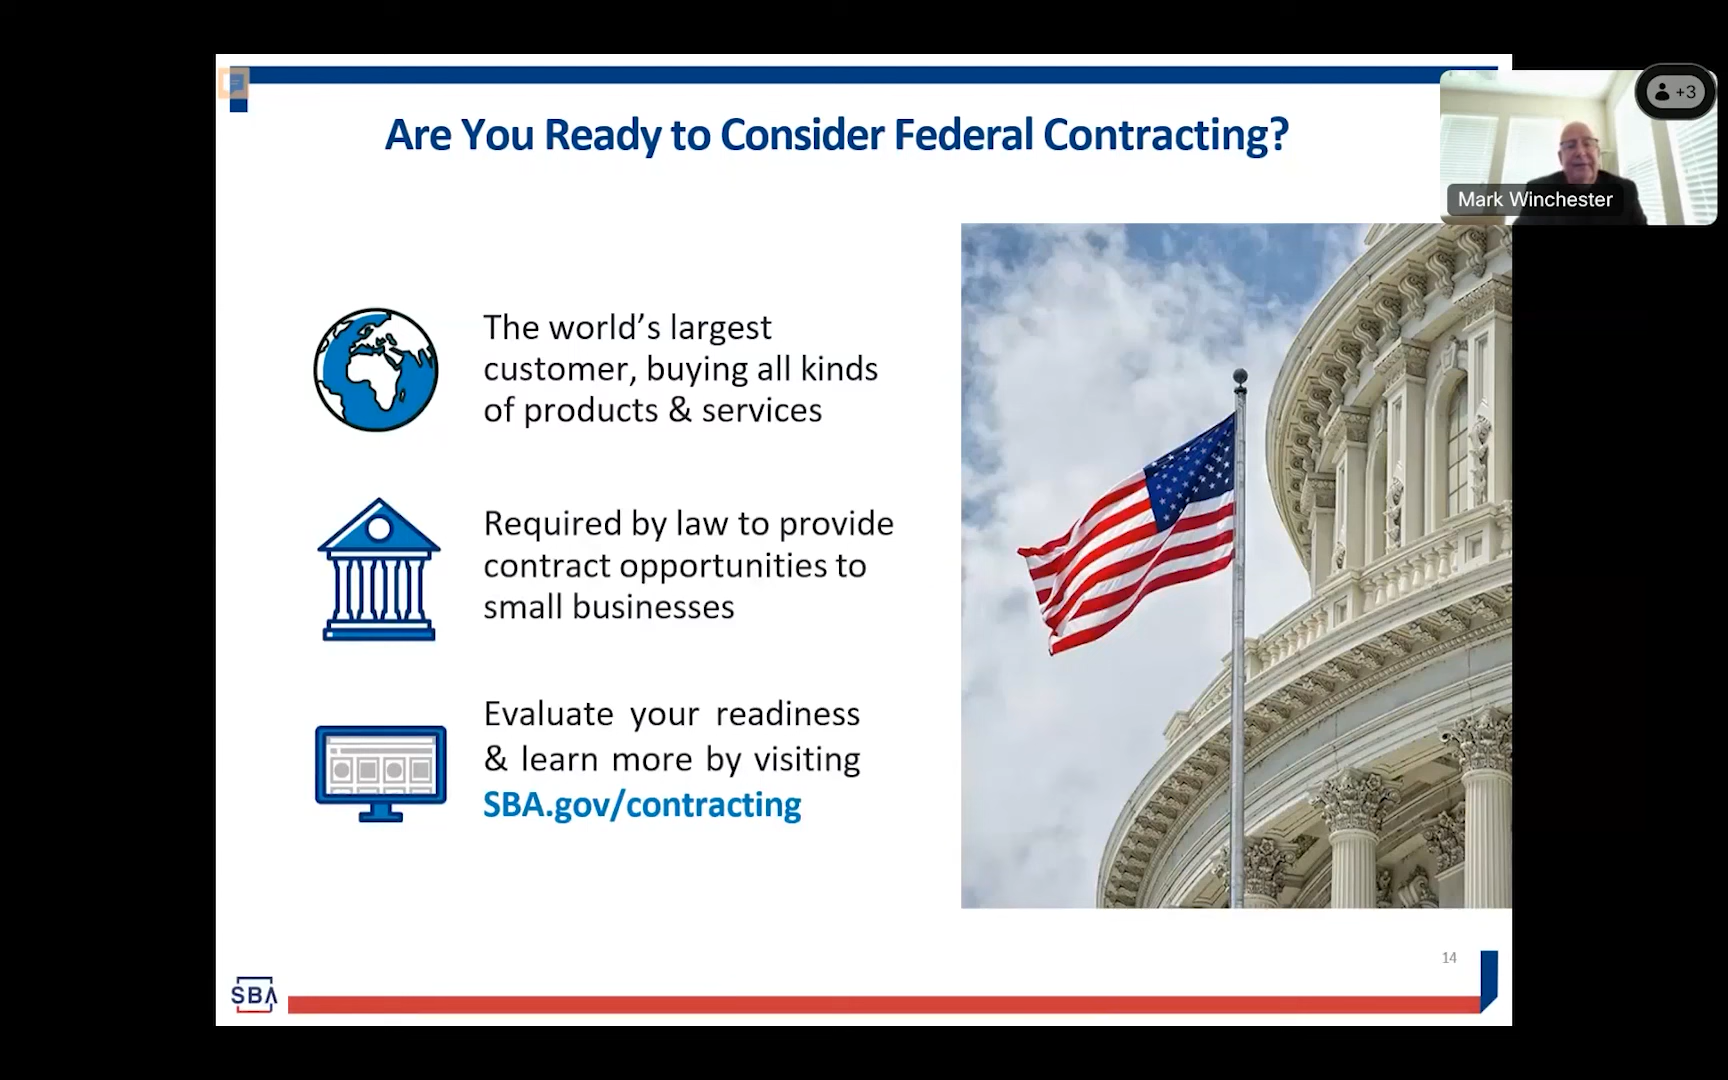 Are You Ready to Consider Federal Contracting?
+3
Mark Winchester
The world's largest
customer, buying all kinds
of products & services
Required by law to provide
contract opportunities to
small businesses
Evaluate your readiness
& learn more by visiting
SBA.gov/contracting
14
SBA